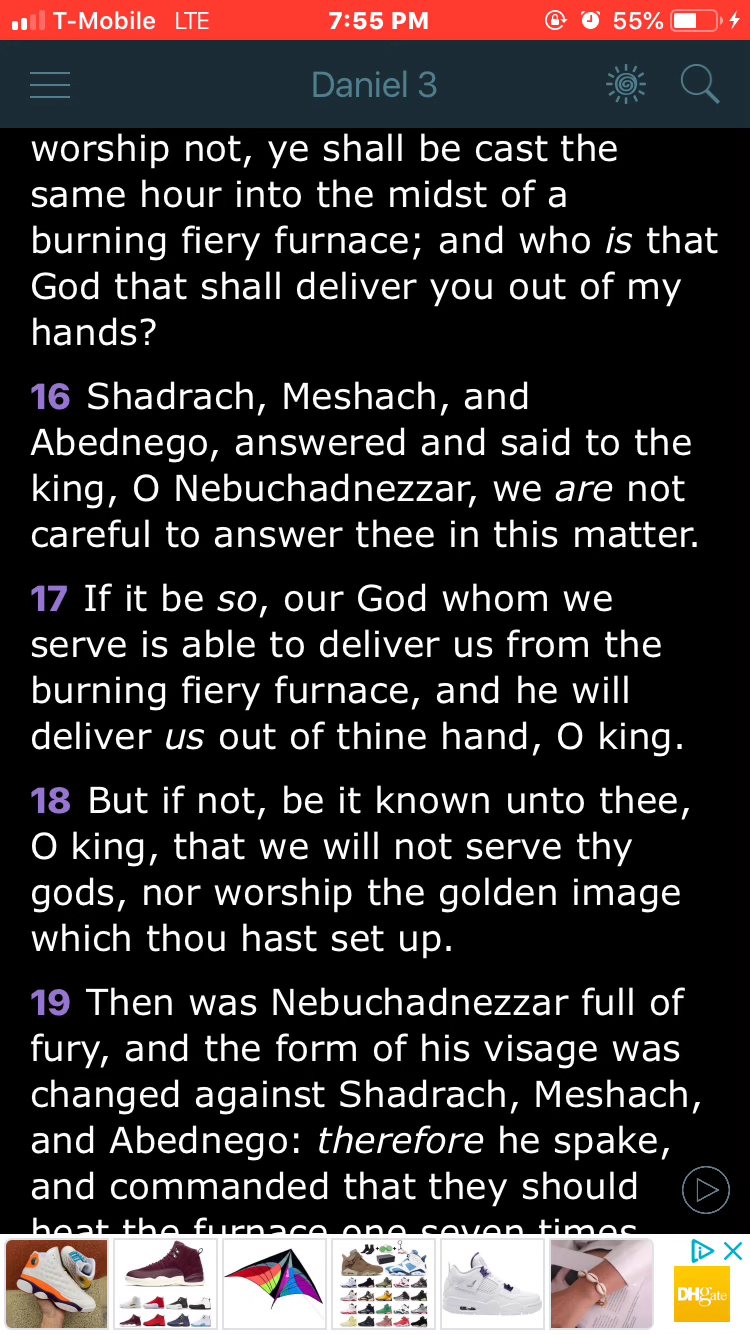 T-Mobile LTE 7:55 PM 55%
Daniel 3
worship not, ye shall be cast the
same hour into the midst of a
burning fiery furnace; and who is that
God that shall deliver you out of my
hands?
16 Shadrach, Meshach, and
Abednego, answered and said to the
king, O Nebuchadnezzar, we are not
careful to answer thee in this matter.
17 If it be so, our God whom we
serve is able to deliver us from the
burning fiery furnace, and he will
deliver us out of thine hand, O king.
18 But if not, be it known unto thee,
O king, that we will not serve thy
gods, nor worship the golden image
which thou hast set up.
19 Then was Nebuchadnezzar full of
fury, and the form of his visage was
changed against Shadrach, Meshach,
and Abednego: therefore he spake,
and commanded that they should
heat the furnace one seven times
DHgate